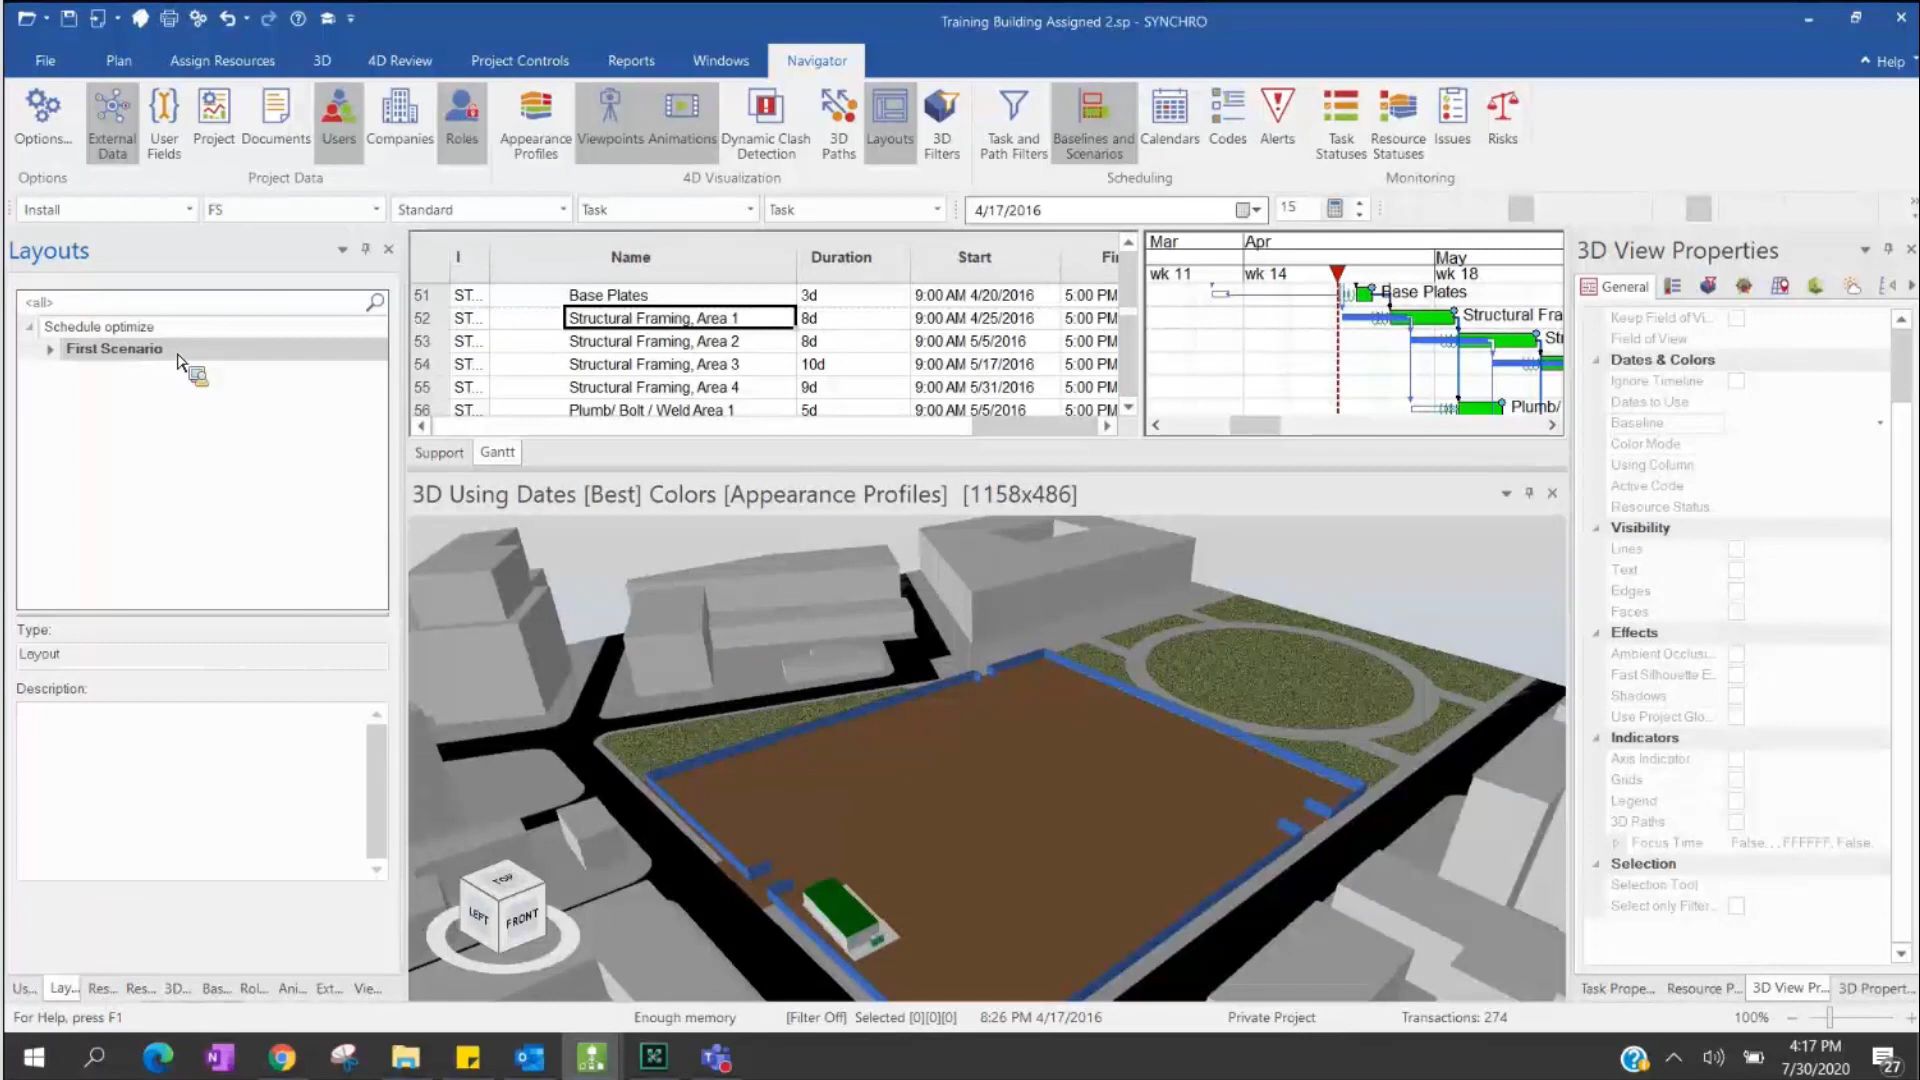 Training Building Assigned 2.sp - SYNCHRO
File Plan Assign Resources 3D 4D Review Project Controls Reports Windows Navigator Help
Options... External Data User Fields Project Documents Users Companies Roles Appearance Profiles Viewpoints Animations Dynamic Clash Detection 3D Paths Layouts 3D Filters Task and Path Filters Baselines and Scenarios Calendars Codes Alerts Task Statuses Resource Statuses Issues Risks
Options Project Data 4D Visualization Scheduling Monitoring
Install FS Standard Task Task 4/17/2016 15
Layouts
<all>
Schedule optimize
First Scenario
Type:
Layout
Description:
Us... Lay... Res... Res... 3D... Bas... Rol... Ani... Ext... Vie...
I Name Duration Start Fi
51 ST... Base Plates 3d 9:00 AM 4/20/2016 5:00 PM
52 ST... Structural Framing, Area 1 8d 9:00 AM 4/25/2016 5:00 PM
53 ST... Structural Framing, Area 2 8d 9:00 AM 5/5/2016 5:00 PM
54 ST... Structural Framing, Area 3 10d 9:00 AM 5/17/2016 5:00 PM
55 ST... Structural Framing, Area 4 9d 9:00 AM 5/31/2016 5:00 PM
56 ST... Plumb/ Bolt / Weld Area 1 5d 9:00 AM 5/5/2016 5:00 PM
Mar Apr May
wk 11 wk 14 wk 18
Base Plates
Structural Fra
St
Plumb/
Support Gantt
3D Using Dates [Best] Colors [Appearance Profiles] [1158x486]
TOP
LEFT FRONT
3D View Properties
General
Keep Field of Vi...
Field of View
Dates & Colors
Ignore Timeline
Dates to Use
Baseline
Color Mode
Using Column
Active Code
Resource Status
Visibility
Lines
Text
Edges
Faces
Effects
Ambient Occlusi...
Fast Silhouette E...
Shadows
Use Project Glo...
Indicators
Axis Indicator
Grids
Legend
3D Paths
Focus Time False, , , FFFFFF, False,
Selection
Selection Tool
Select only Filter...
Task Prope... Resource P... 3D View Pr... 3D Propert...
For Help, press F1 Enough memory [Filter Off] Selected [0][0][0] 8:26 PM 4/17/2016 Private Project Transactions: 274 100%
4:17 PM
7/30/2020
27